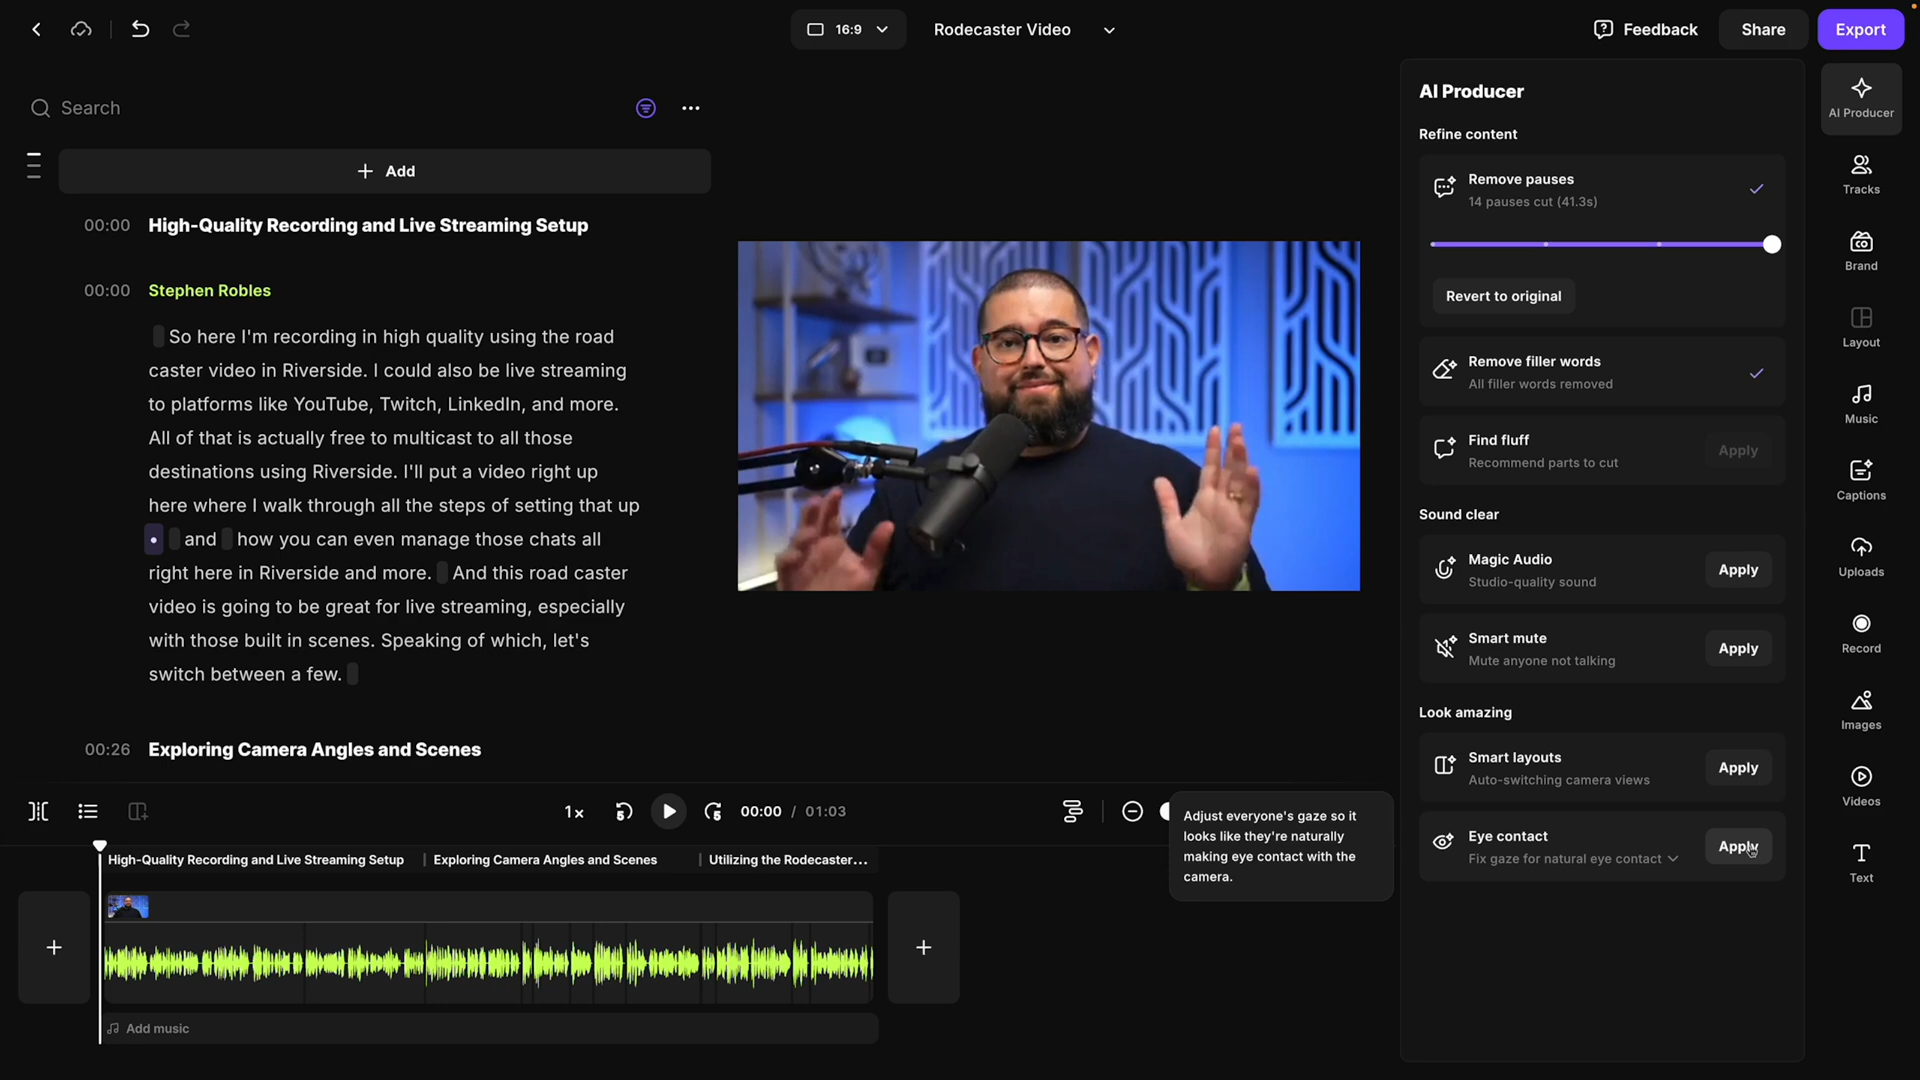 16:9
Rodecaster Video
Feedback
Share
Export
Search
Add
00:00 High-Quality Recording and Live Streaming Setup
00:00 Stephen Robles
So here I'm recording in high quality using the road
caster video in Riverside. I could also be live streaming
to platforms like YouTube, Twitch, LinkedIn, and more.
All of that is actually free to multicast to all those
destinations using Riverside. I'll put a video right up
here where I walk through all the steps of setting that up
and how you can even manage those chats all
right here in Riverside and more. And this road caster
video is going to be great for live streaming, especially
with those built in scenes. Speaking of which, let's
switch between a few.
00:26 Exploring Camera Angles and Scenes
1x
5
5
00:00 / 01:03
High-Quality Recording and Live Streaming Setup
Exploring Camera Angles and Scenes
Utilizing the Rodecaster...
Add music
Adjust everyone's gaze so it
looks like they're naturally
making eye contact with the
camera.
AI Producer
Refine content
Remove pauses
14 pauses cut (41.3s)
Revert to original
Remove filler words
All filler words removed
Find fluff
Recommend parts to cut
Apply
Sound clear
Magic Audio
Studio-quality sound
Apply
Smart mute
Mute anyone not talking
Apply
Look amazing
Smart layouts
Auto-switching camera views
Apply
Eye contact
Fix gaze for natural eye contact
Apply
AI Producer
Tracks
Brand
Layout
Music
Captions
Uploads
Record
Images
Videos
Text